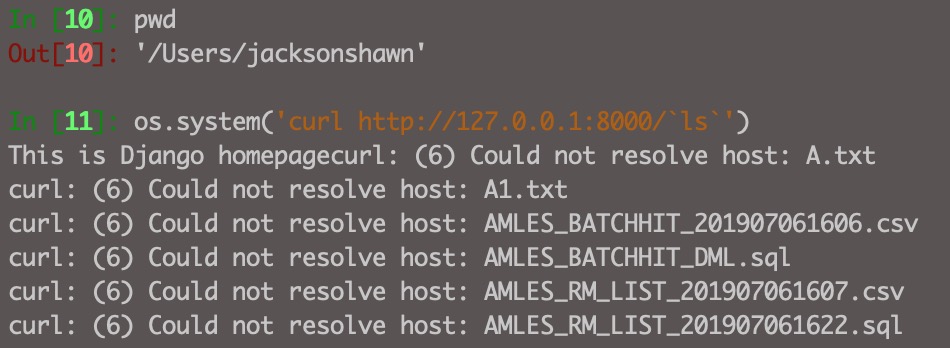 In [10]: pwd
Out[10]: '/Users/jacksonshawn'
In [11]: os.system('curl http://127.0.0.1:8000/`ls`')
This is Django homepagecurl: (6) Could not resolve host: A.txt
curl: (6) Could not resolve host: A1.txt
curl: (6) Could not resolve host: AMLES_BATCHHIT_201907061606.csv
curl: (6) Could not resolve host: AMLES_BATCHHIT_DML.sql
curl: (6) Could not resolve host: AMLES_RM_LIST_201907061607.csv
curl: (6) Could not resolve host: AMLES_RM_LIST_201907061622.sql